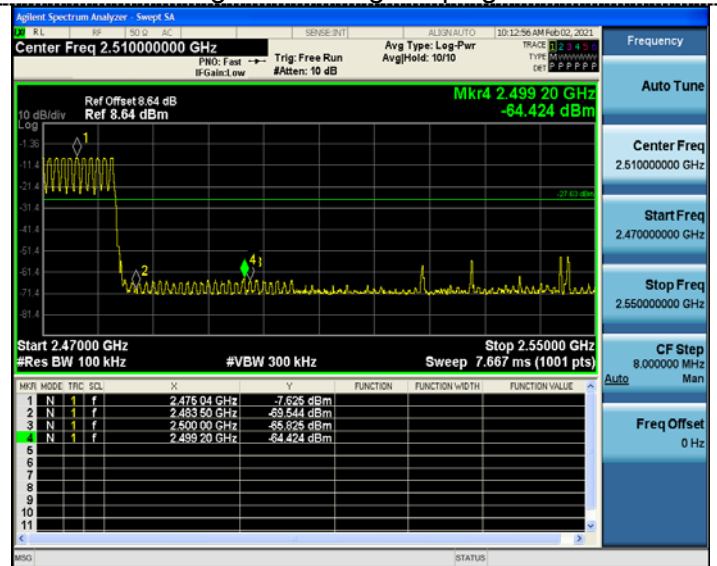 Agilent Spectrum Analyzer - Swept SA
RL RF 50 Ω AC SENSE:INT ALIGN AUTO 10:12:56 AM Feb 02, 2021
Center Freq 2.510000000 GHz
PNO: Fast Trig: Free Run
IFGain:Low #Atten: 10 dB
Avg Type: Log-Pwr
Avg|Hold: 10/10
TRACE 1 2 3 4 5 6
TYPE MWWWWW
DET P P P P P P
Frequency
Mkr4 2.499 20 GHz
-64.424 dBm
Ref Offset 8.64 dB
10 dB/div Ref 8.64 dBm
Log
1
-1.36
-11.4
-21.4
-27.63 dBm
-31.4
-41.4
-51.4
4 3
-61.4
2
-71.4
-81.4
Start 2.47000 GHz Stop 2.55000 GHz
#Res BW 100 kHz #VBW 300 kHz Sweep 7.667 ms (1001 pts)
MKR MODE TRC SCL X Y FUNCTION FUNCTION WIDTH FUNCTION VALUE
1 N 1 f 2.475 04 GHz -7.625 dBm
2 N 1 f 2.483 50 GHz -69.544 dBm
3 N 1 f 2.500 00 GHz -65.825 dBm
4 N 1 f 2.499 20 GHz -64.424 dBm
5
6
7
8
9
10
11
MSG STATUS
Auto Tune
Center Freq
2.510000000 GHz
Start Freq
2.470000000 GHz
Stop Freq
2.550000000 GHz
CF Step
8.000000 MHz
Auto Man
Freq Offset
0 Hz